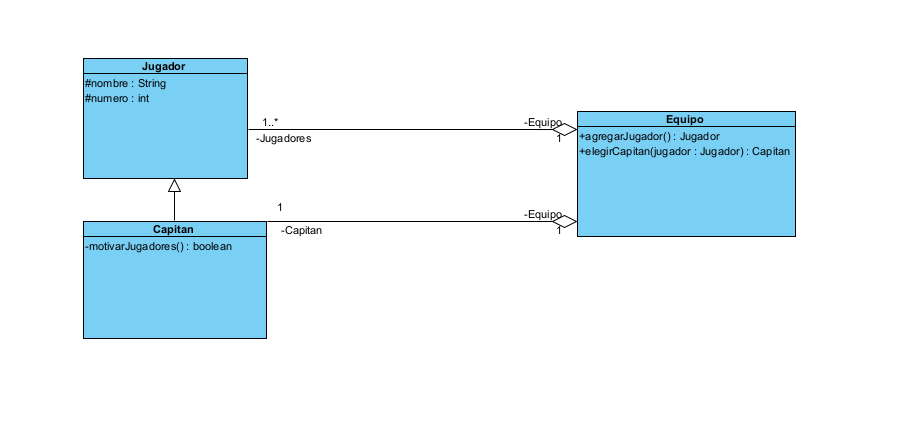 Jugador
#nombre : String
#numero : int
1..*
-Jugadores
-Equipo
1
Equipo
+agregarJugador() : Jugador
+elegirCapitan(jugador : Jugador) : Capitan
1
-Capitan
-Equipo
1
Capitan
-motivarJugadores() : boolean